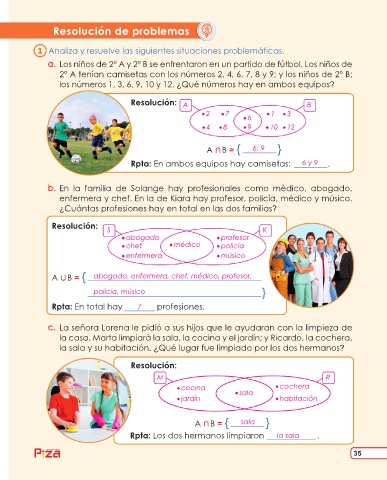 Resolución de problemas
1 Analiza y resuelve las siguientes situaciones problemáticas.
a. Los niños de 2° A y 2° B se enfrentaron en un partido de fútbol. Los niños de
2° A tenían camisetas con los números 2, 4, 6, 7, 8 y 9; y los niños de 2° B;
los números 1, 3, 6, 9, 10 y 12. ¿Qué números hay en ambos equipos?
Resolución:
A B
•2 •7 •6 •1 •3
•4 •8 •9 •10 •12
A ∩ B = { 6; 9 }
Rpta: En ambos equipos hay camisetas: 6 y 9 .
b. En la familia de Solange hay profesionales como médico, abogado,
enfermera y chef. En la de Kiara hay profesor, policía, médico y músico.
¿Cuántas profesiones hay en total en las dos familias?
Resolución:
S K
•abogado •profesor
•chef •médico •policía
•enfermera •músico
A ∪ B = { abogado, enfermera, chef, médico, profesor,
policía, músico }
Rpta: En total hay 7 profesiones.
c. La señora Lorena le pidió a sus hijos que le ayudaran con la limpieza de
la casa. Marta limpiará la sala, la cocina y el jardín; y Ricardo, la cochera,
la sala y su habitación. ¿Qué lugar fue limpiado por los dos hermanos?
Resolución:
M R
•cocina •sala •cochera
•jardín •habitación
A ∩ B = { sala }
Rpta: Los dos hermanos limpiaron la sala .
35